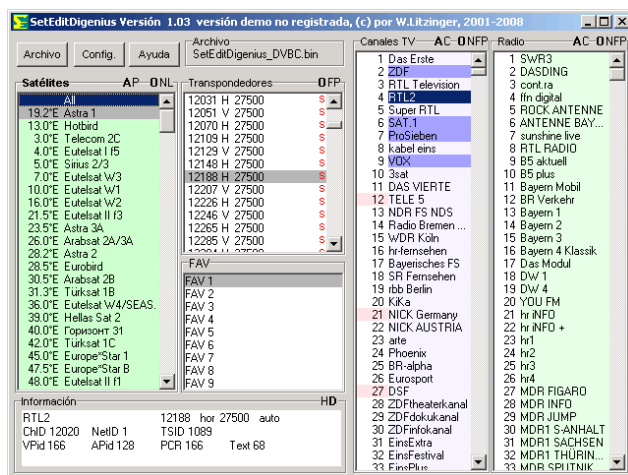 SetEditDigenius Versión 1.03 versión demo no registrada, (c) por W.Litzinger, 2001-2008
Archivo Config. Ayuda
Archivo
SetEditDigenius_DVBC.bin
Satélites AP ONL
All
19.2°E Astra 1
13.0°E Hotbird
3.0°E Telecom 2C
4.0°E Eutelsat I f5
5.0°E Sirius 2/3
7.0°E Eutelsat W3
10.0°E Eutelsat W1
16.0°E Eutelsat W2
21.5°E Eutelsat II f3
23.5°E Astra 3A
26.0°E Arabsat 2A/3A
28.2°E Astra 2
28.5°E Eurobird
30.5°E Arabsat 2B
31.3°E Türksat 1B
36.0°E Eutelsat W4/SEAS.
39.0°E Hellas Sat 2
40.0°E Горизонт 31
42.0°E Türksat 1C
45.0°E Europe*Star 1
47.5°E Europe*Star B
48.0°E Eutelsat II f1
Transpondedores OFP
12031 H 27500 S
12051 V 27500 S
12070 H 27500 S
12109 H 27500 S
12129 V 27500 S
12148 H 27500 S
12188 H 27500 S
12207 V 27500 S
12226 H 27500 S
12246 V 27500 S
12265 H 27500 S
12285 V 27500 S
FAV
FAV 1
FAV 2
FAV 3
FAV 4
FAV 5
FAV 6
FAV 7
FAV 8
FAV 9
Canales TV AC ONFP
1 Das Erste
2 ZDF
3 RTL Television
4 RTL2
5 Super RTL
6 SAT.1
7 ProSieben
8 kabel eins
9 VOX
10 3sat
11 DAS VIERTE
12 TELE 5
13 NDR FS NDS
14 Radio Bremen ...
15 WDR Köln
16 hr-fernsehen
17 Bayerisches FS
18 SR Fernsehen
19 rbb Berlin
20 KiKa
21 NICK Germany
22 NICK AUSTRIA
23 arte
24 Phoenix
25 BR-alpha
26 Eurosport
27 DSF
28 ZDFtheaterkanal
29 ZDFdokukanal
30 ZDFinfokanal
31 EinsExtra
32 EinsFestival
33 EinsPlus
Radio AC ONFP
1 SWR3
2 DASDING
3 cont.ra
4 ffn digital
5 ROCK ANTENNE
6 ANTENNE BAY...
7 sunshine live
8 RTL RADIO
9 B5 aktuell
10 B5 plus
11 Bayern Mobil
12 BR Verkehr
13 Bayern 1
14 Bayern 2
15 Bayern 3
16 Bayern 4 Klassik
17 Das Modul
18 DW 1
19 DW 4
20 YOU FM
21 hr iNFO
22 hr iNFO +
23 hr1
24 hr2
25 hr3
26 hr4
27 MDR FIGARO
28 MDR INFO
29 MDR JUMP
30 MDR1 S-ANHALT
31 MDR1 SACHSEN
32 MDR1 THÜRIN...
33 MDR SPUTNIK
Información HD
RTL2 12188 hor 27500 auto
ChID 12020 NetID 1 TSID 1089
VPid 166 APid 128 PCR 166 Text 68